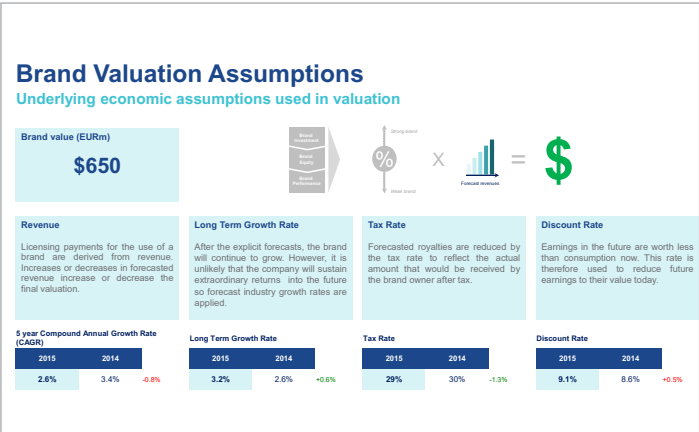 Brand Valuation Assumptions
Underlying economic assumptions used in valuation
Brand value (EURm)
$650
Brand
Investment
Brand
Equity
Brand
Performance
Strong brand
%
Weak brand
X
Forecast revenues
=
$
Revenue
Licensing payments for the use of a
brand are derived from revenue.
Increases or decreases in forecasted
revenue increase or decrease the
final valuation.
Long Term Growth Rate
After the explicit forecasts, the brand
will continue to grow. However, it is
unlikely that the company will sustain
extraordinary returns into the future
so forecast industry growth rates are
applied.
Tax Rate
Forecasted royalties are reduced by
the tax rate to reflect the actual
amount that would be received by
the brand owner after tax.
Discount Rate
Earnings in the future are worth less
than consumption now. This rate is
therefore used to reduce future
earnings to their value today.
5 year Compound Annual Growth Rate
(CAGR)
2015 2014
2.6% 3.4% -0.8%
Long Term Growth Rate
2015 2014
3.2% 2.6% +0.6%
Tax Rate
2015 2014
29% 30% -1.3%
Discount Rate
2015 2014
9.1% 8.6% +0.5%